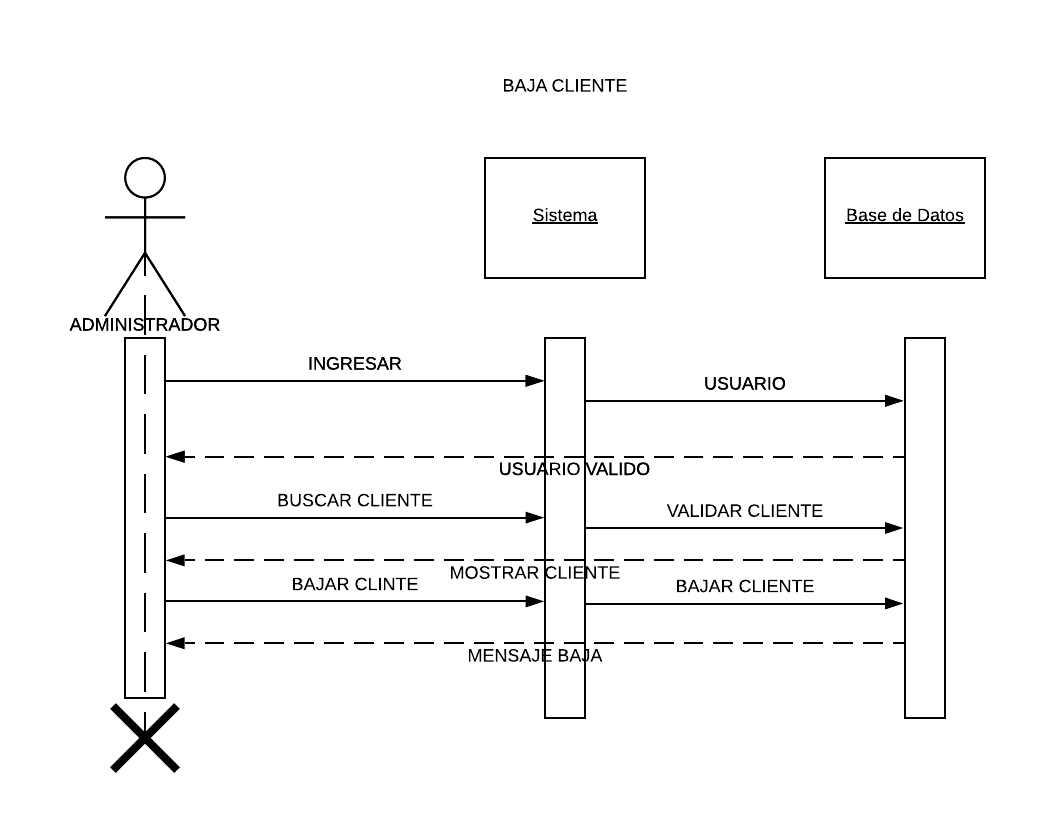 BAJA CLIENTE
Sistema
Base de Datos
ADMINISTRADOR
INGRESAR
USUARIO
USUARIO VALIDO
BUSCAR CLIENTE
VALIDAR CLIENTE
MOSTRAR CLIENTE
BAJAR CLINTE
BAJAR CLIENTE
MENSAJE BAJA